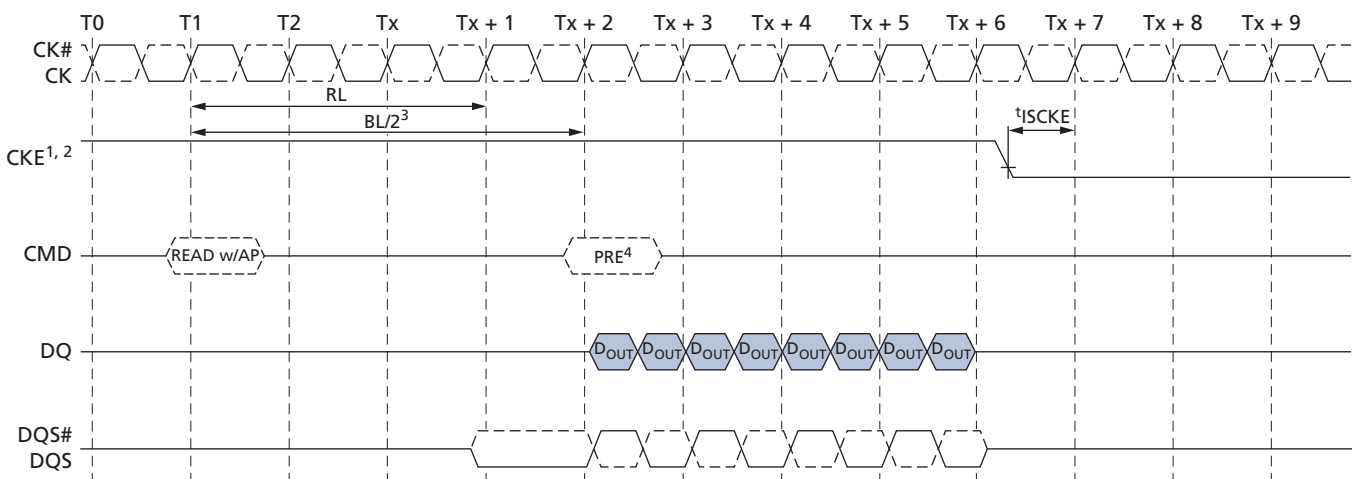 T0 T1 T2 Tx Tx + 1 Tx + 2 Tx + 3 Tx + 4 Tx + 5 Tx + 6 Tx + 7 Tx + 8 Tx + 9
CK#
CK
RL
BL/2³
tISCKE
CKE1, 2
CMD READ w/AP PRE⁴
DQ DOUT DOUT DOUT DOUT DOUT DOUT DOUT DOUT
DQS#
DQS